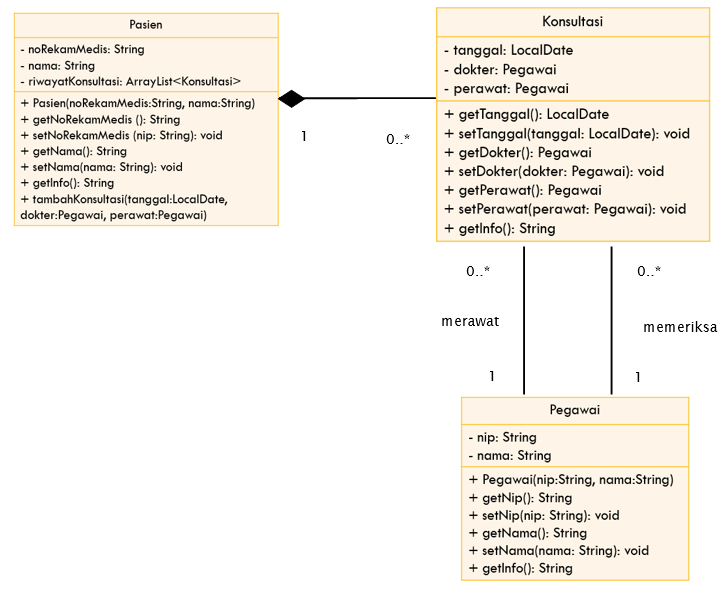 Pasien
- noRekamMedis: String
- nama: String
- riwayatKonsultasi: ArrayList<Konsultasi>
+ Pasien(noRekamMedis:String, nama:String)
+ getNoRekamMedis (): String
+ setNoRekamMedis (nip: String): void
+ getNama(): String
+ setNama(nama: String): void
+ getInfo(): String
+ tambahKonsultasi(tanggal:LocalDate,
dokter:Pegawai, perawat:Pegawai)
1
0..*
Konsultasi
- tanggal: LocalDate
- dokter: Pegawai
- perawat: Pegawai
+ getTanggal(): LocalDate
+ setTanggal(tanggal: LocalDate): void
+ getDokter(): Pegawai
+ setDokter(dokter: Pegawai): void
+ getPerawat(): Pegawai
+ setPerawat(perawat: Pegawai): void
+ getInfo(): String
0..*
0..*
merawat
memeriksa
1
1
Pegawai
- nip: String
- nama: String
+ Pegawai(nip:String, nama:String)
+ getNip(): String
+ setNip(nip: String): void
+ getNama(): String
+ setNama(nama: String): void
+ getInfo(): String